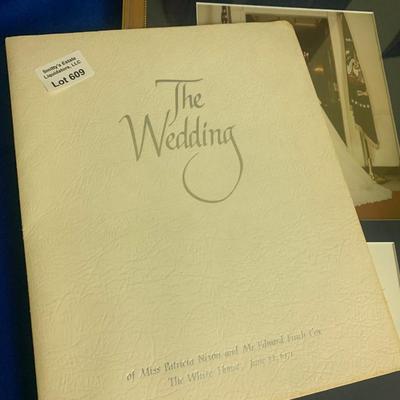 Smitty's Estate
Liquidators, LLC
Lot 609
The
Wedding
of Miss Patricia Nixon and Mr. Edward Finch Cox
The White House, June 12, 1971